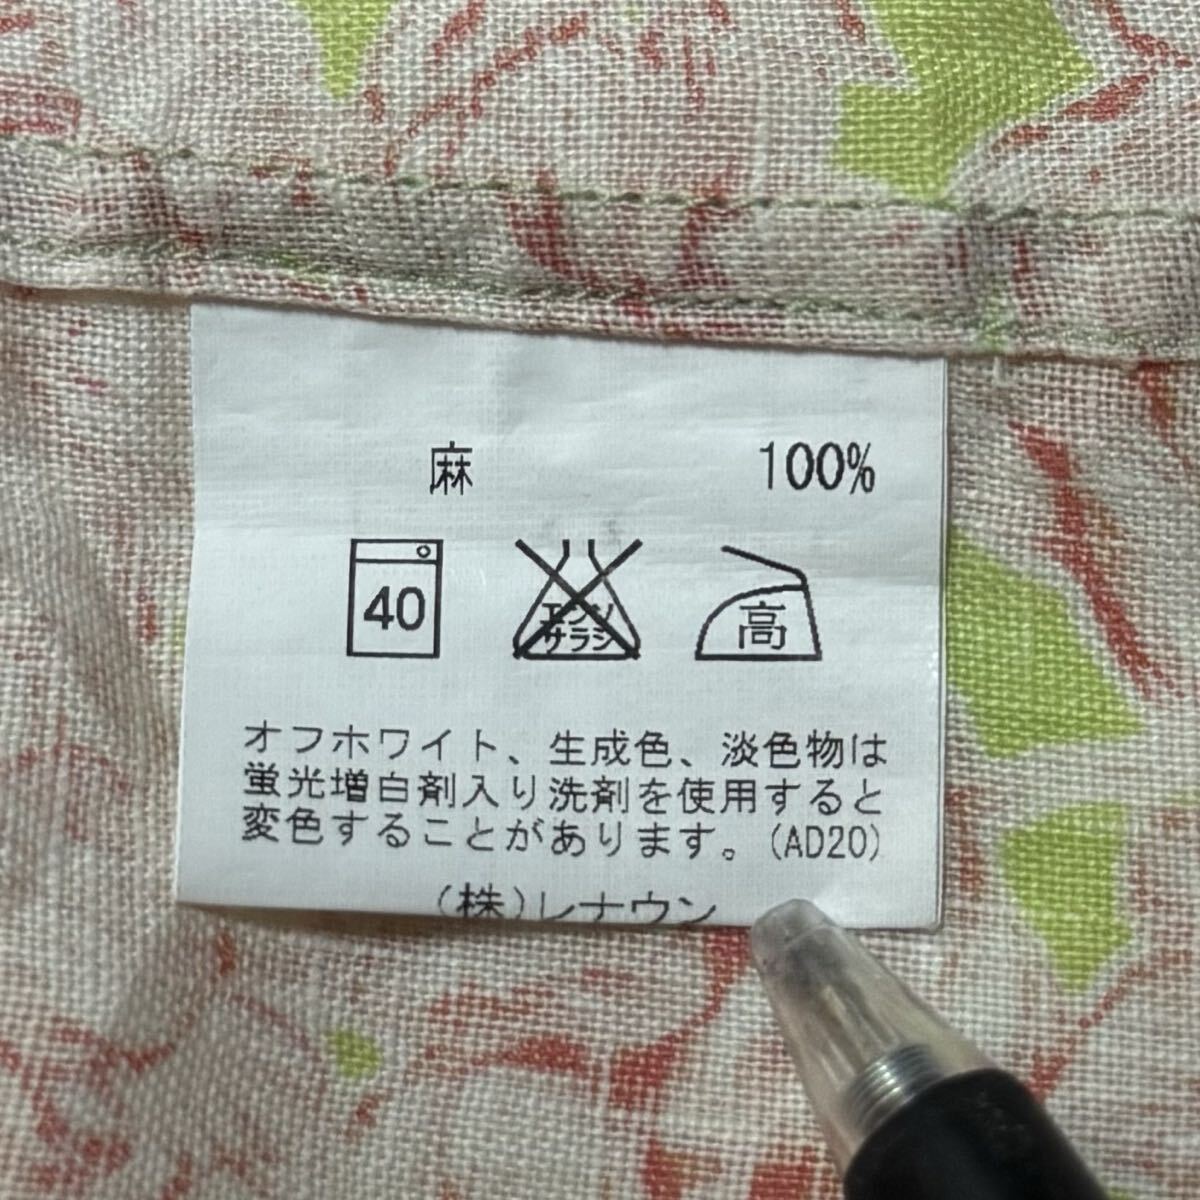 麻 100%
40
エンソ
サラシ
高
オフホワイト、生成色、淡色物は
蛍光増白剤入り洗剤を使用すると
変色することがあります。(AD20)
(株)レナウン